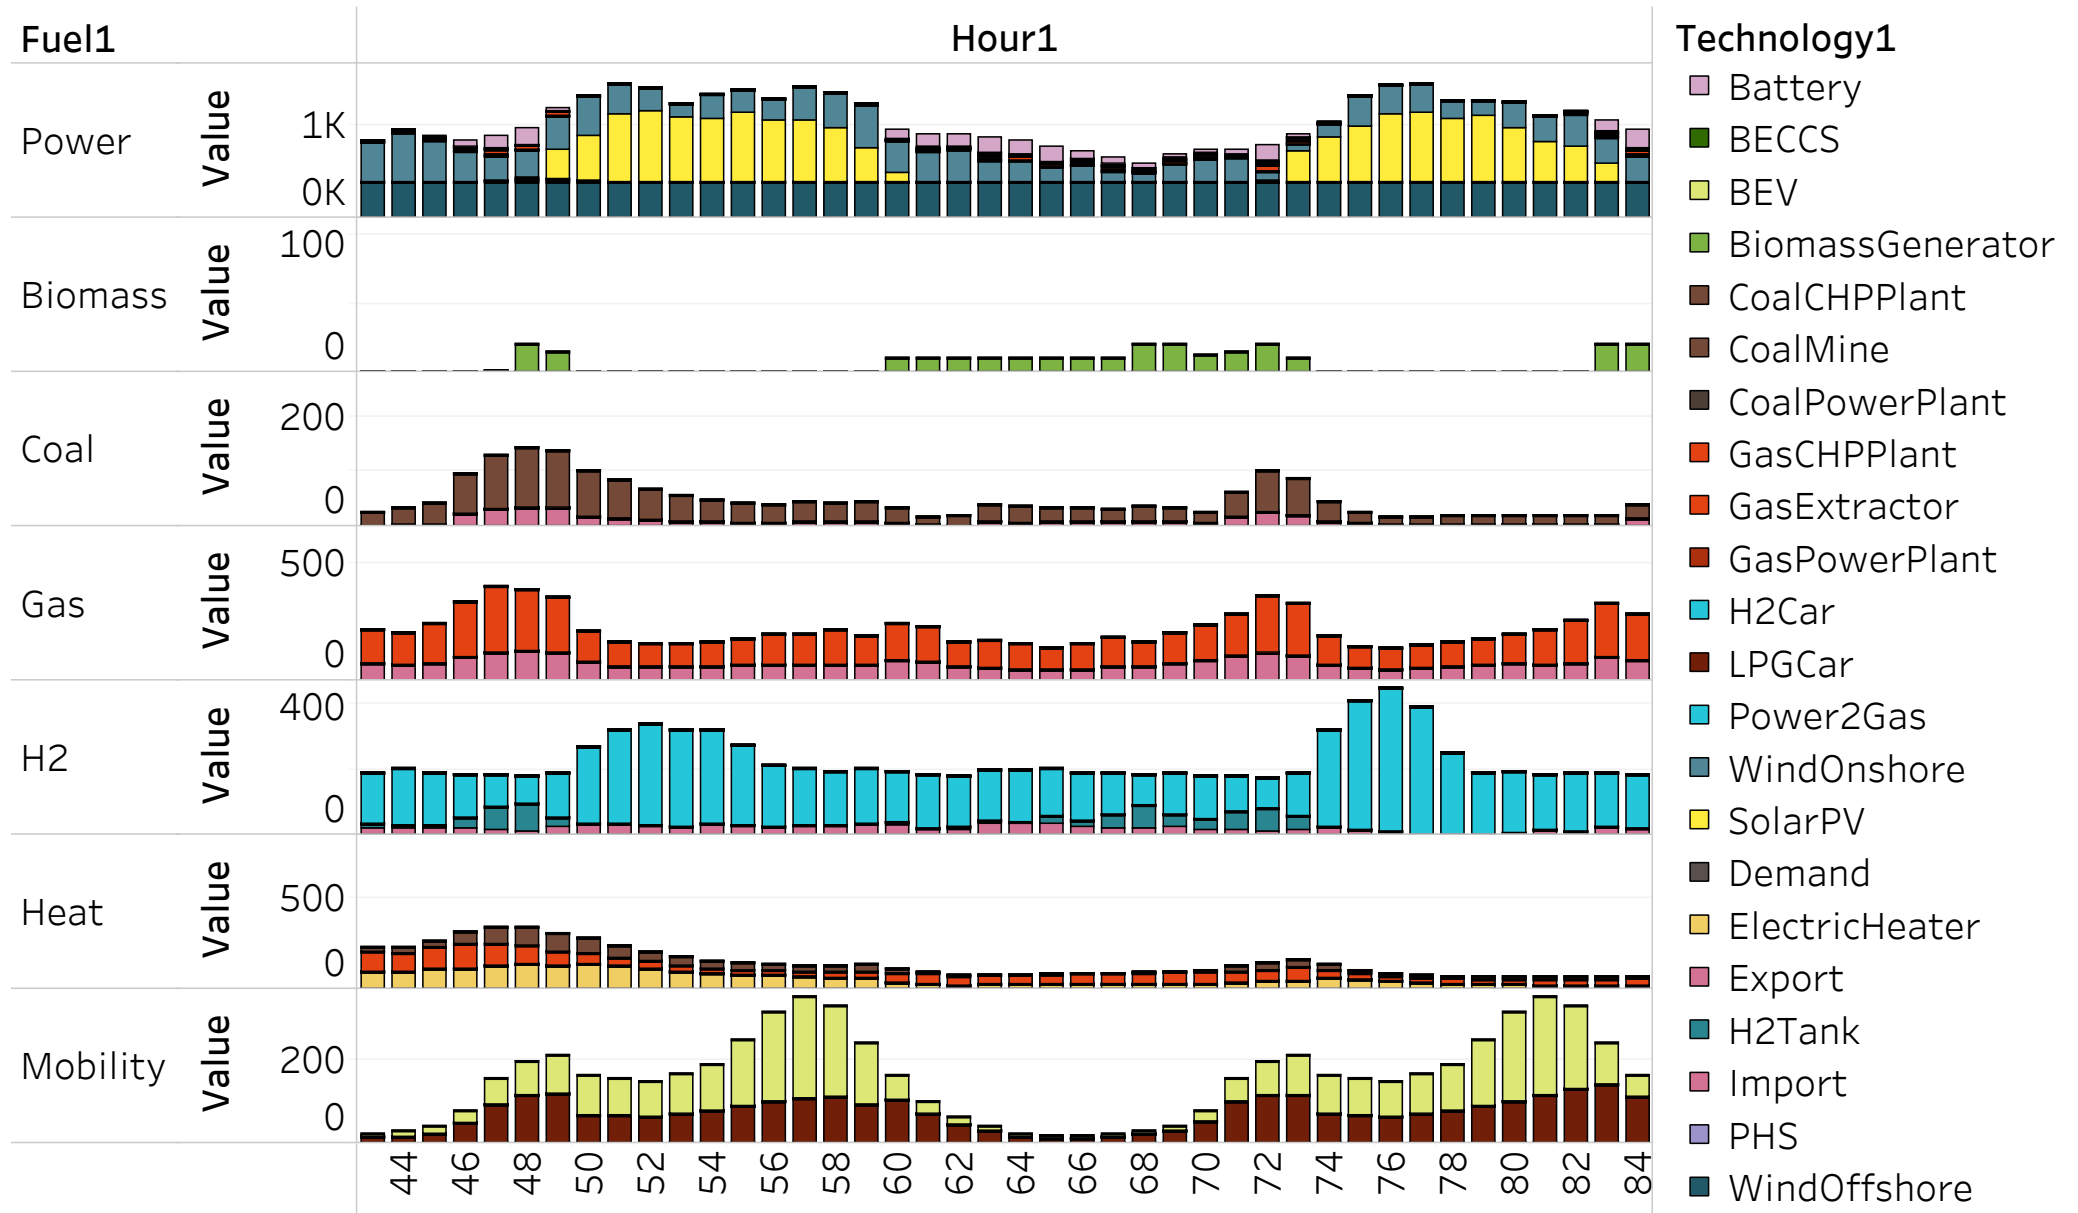 Fuel1
Hour1
Technology1
Power
Value
1K
0K
Biomass
Value
100
0
Coal
Value
200
0
Gas
Value
500
0
H2
Value
400
0
Heat
Value
500
0
Mobility
Value
200
0
44 46 48 50 52 54 56 58 60 62 64 66 68 70 72 74 76 78 80 82 84
Battery
BECCS
BEV
BiomassGenerator
CoalCHPPlant
CoalMine
CoalPowerPlant
GasCHPPlant
GasExtractor
GasPowerPlant
H2Car
LPGCar
Power2Gas
WindOnshore
SolarPV
Demand
ElectricHeater
Export
H2Tank
Import
PHS
WindOffshore